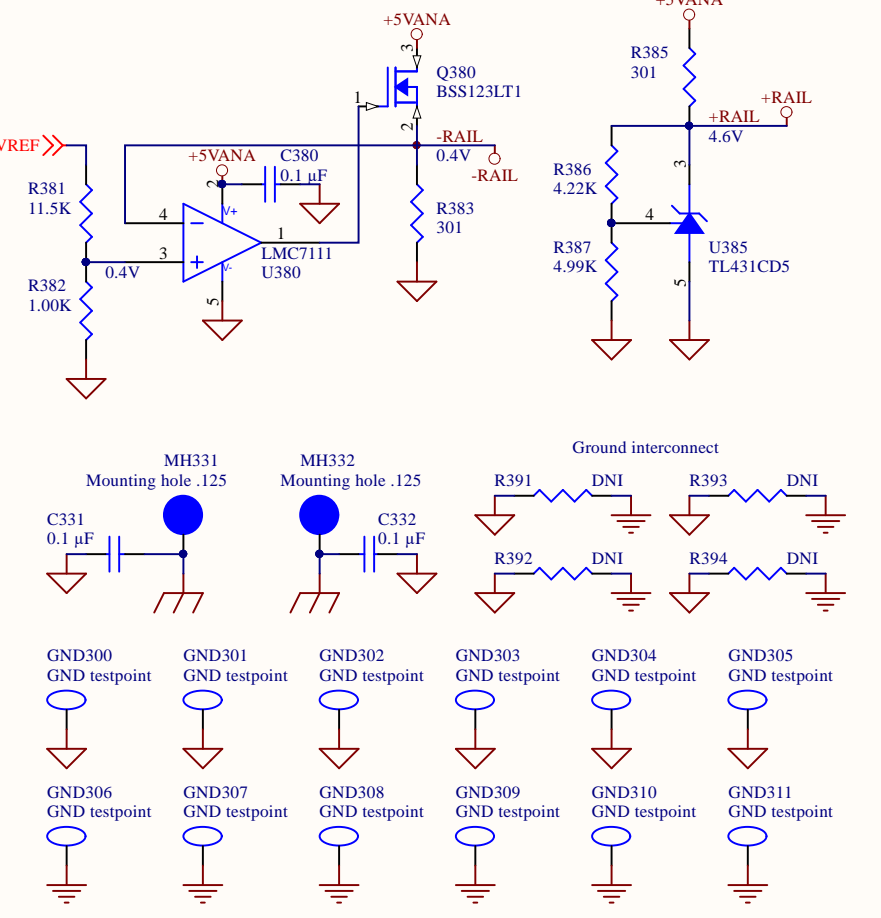 +5VANA
3
Q380
BSS123LT1
1
2
-RAIL
0.4V
-RAIL
VREF
+5VANA
C380
0.1 µF
2
R381
11.5K
4
V+
1
3
0.4V
V-
LMC7111
U380
5
R382
1.00K
R383
301
+5VANA
R385
301
+RAIL
+RAIL
4.6V
R386
4.22K
3
4
R387
4.99K
U385
TL431CD5
5
MH331
Mounting hole .125
C331
0.1 µF
MH332
Mounting hole .125
C332
0.1 µF
Ground interconnect
R391 DNI
R393 DNI
R392 DNI
R394 DNI
GND300 GND301 GND302 GND303 GND304 GND305
GND testpoint GND testpoint GND testpoint GND testpoint GND testpoint GND testpoint
GND306 GND307 GND308 GND309 GND310 GND311
GND testpoint GND testpoint GND testpoint GND testpoint GND testpoint GND testpoint